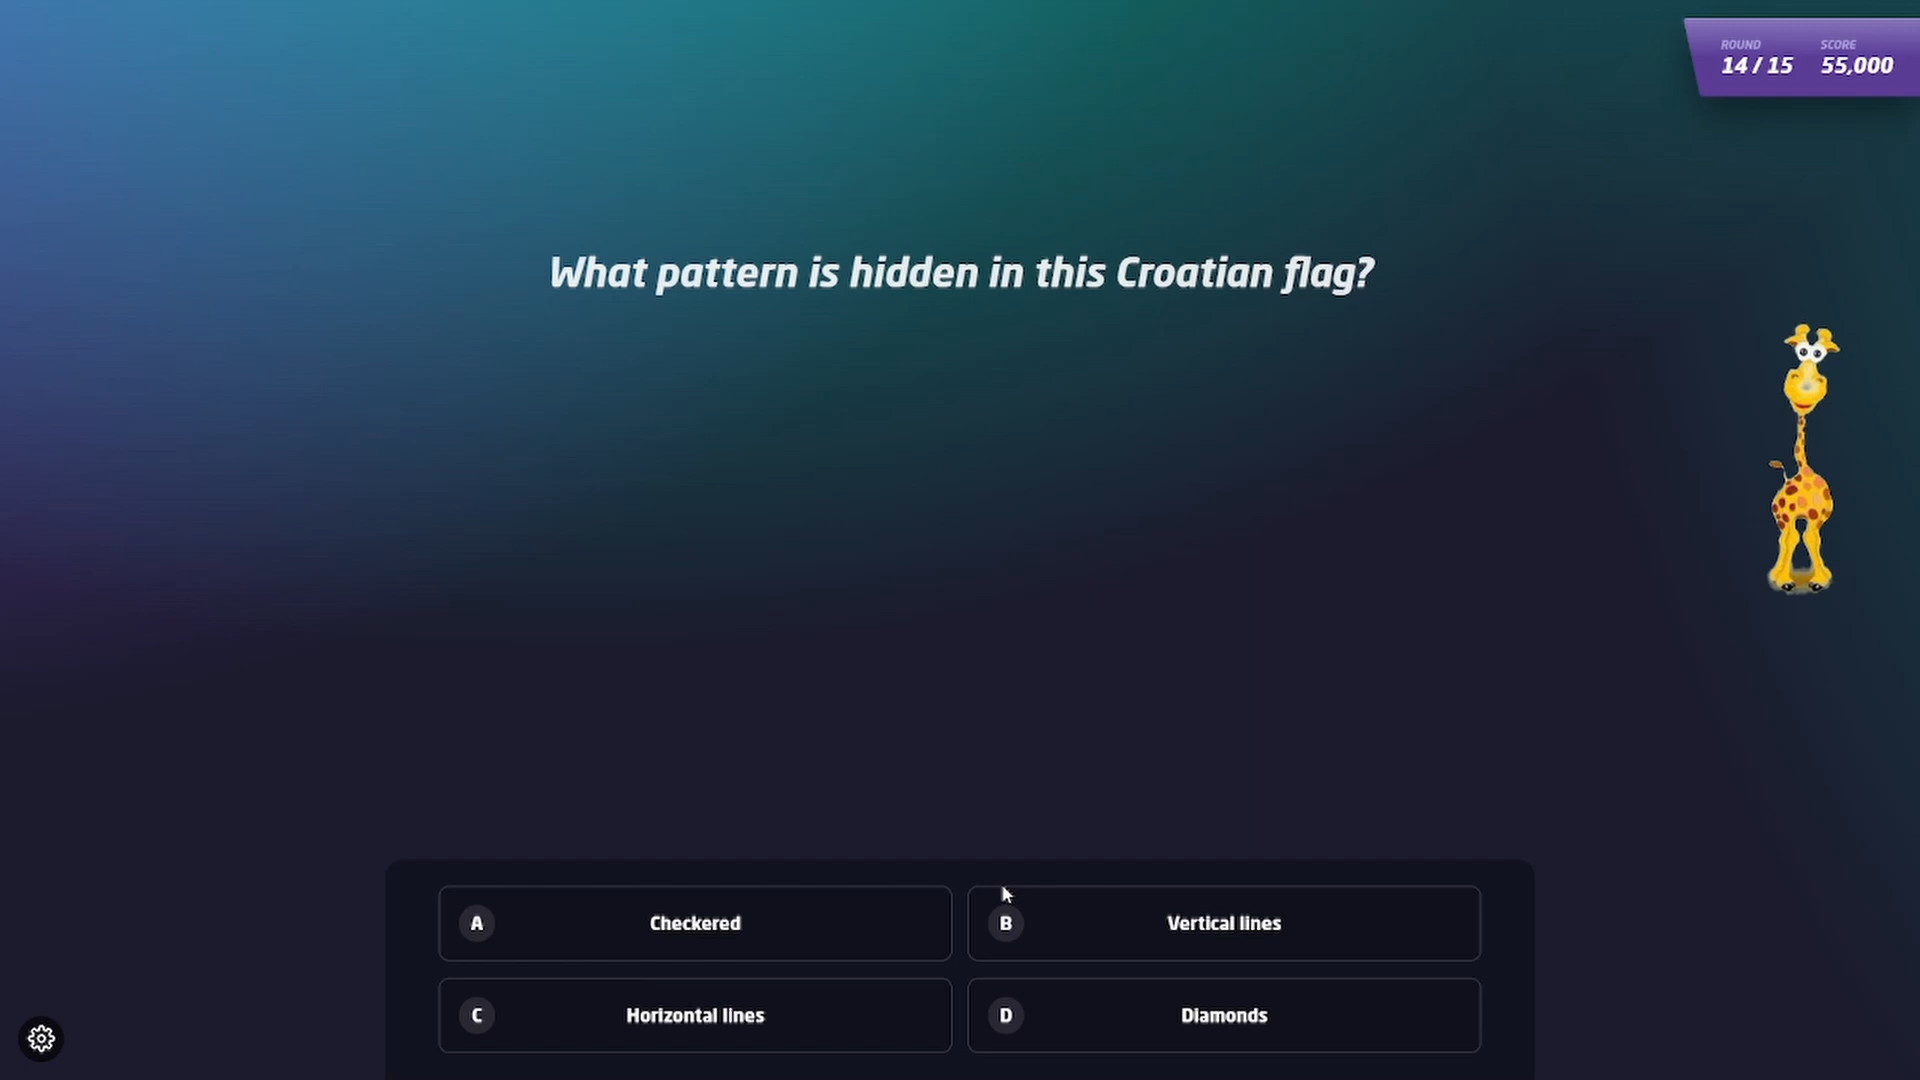 ROUND SCORE
14 / 15 55,000
What pattern is hidden in this Croatian flag?
A Checkered
B Vertical lines
C Horizontal lines
D Diamonds